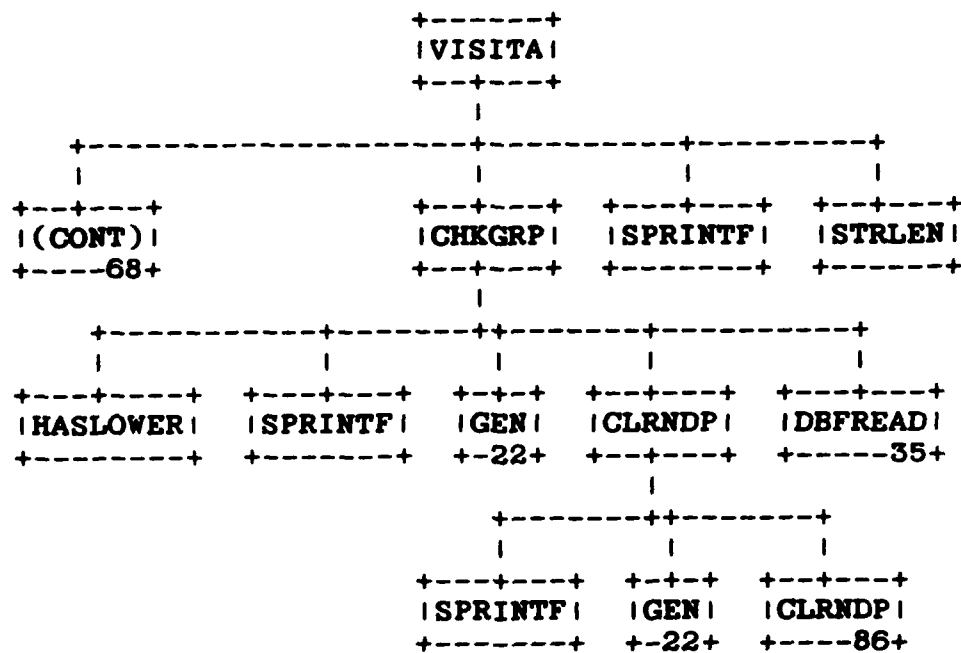 VISITA
(CONT) CHKGRP SPRINTF STRLEN
68
HASLOWER SPRINTF GEN CLRNDP DBFREAD
22 35
SPRINTF GEN CLRNDP
22 86